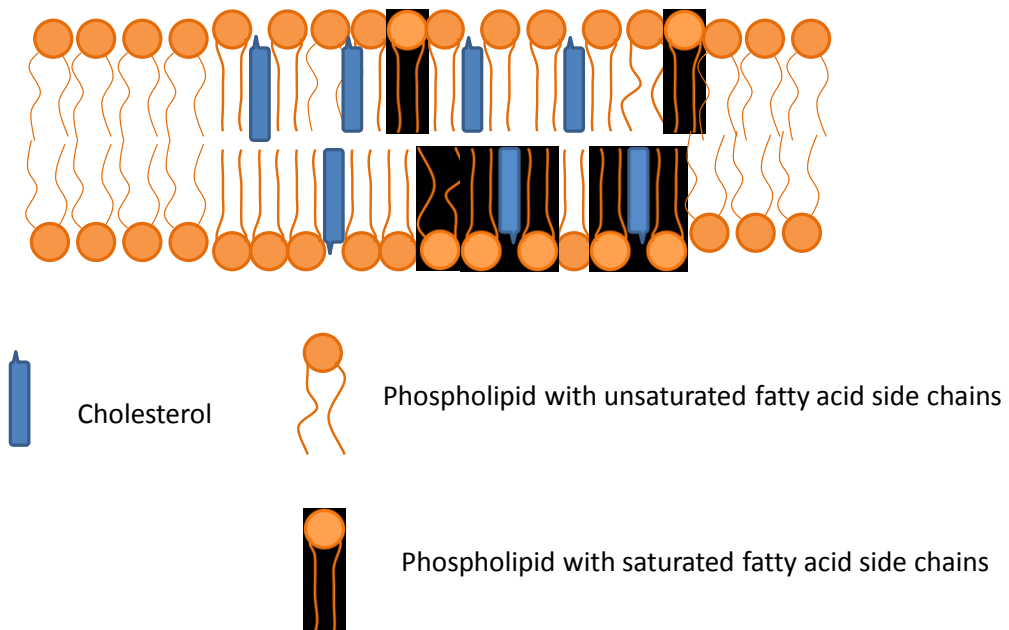 Phospholipid with unsaturated fatty acid side chains
Cholesterol
Phospholipid with saturated fatty acid side chains